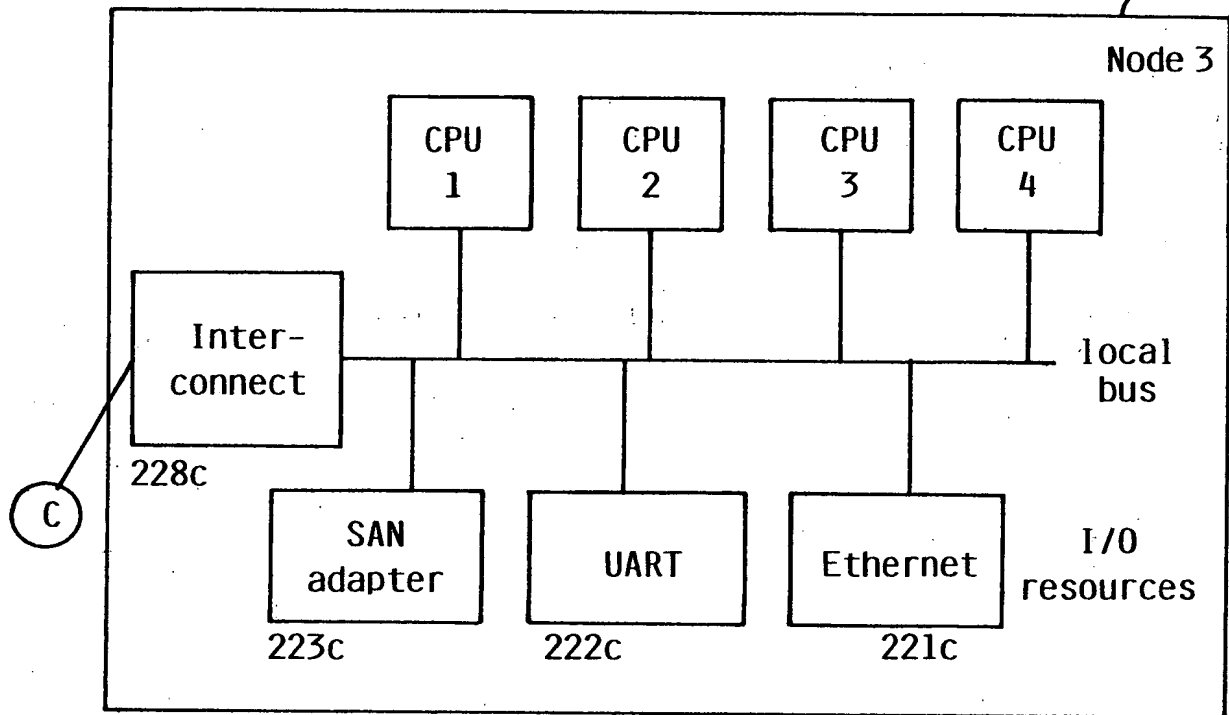 Node 3
CPU
1
CPU
2
CPU
3
CPU
4
Inter-
connect
local
bus
228c
C
SAN
adapter
UART
Ethernet
I/O
resources
223c
222c
221c